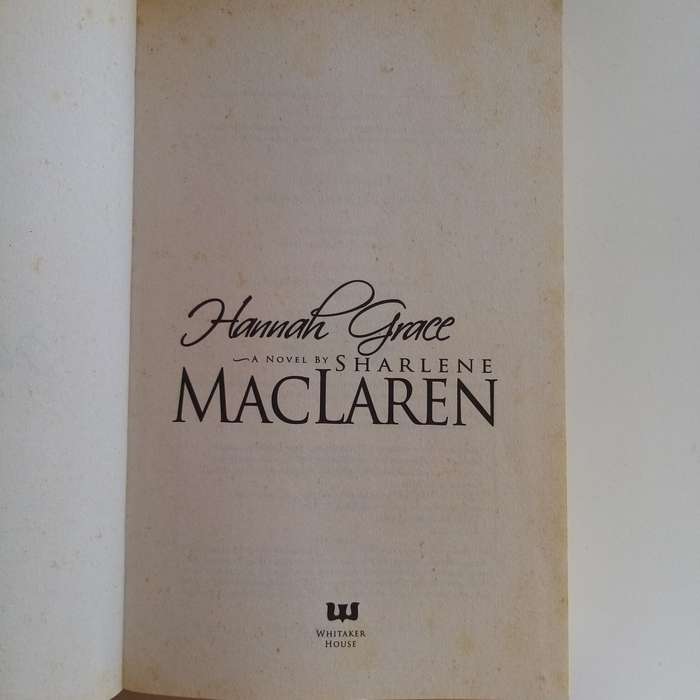 Hannah Grace
A NOVEL BY SHARLENE
MACLAREN
WHITAKER
HOUSE